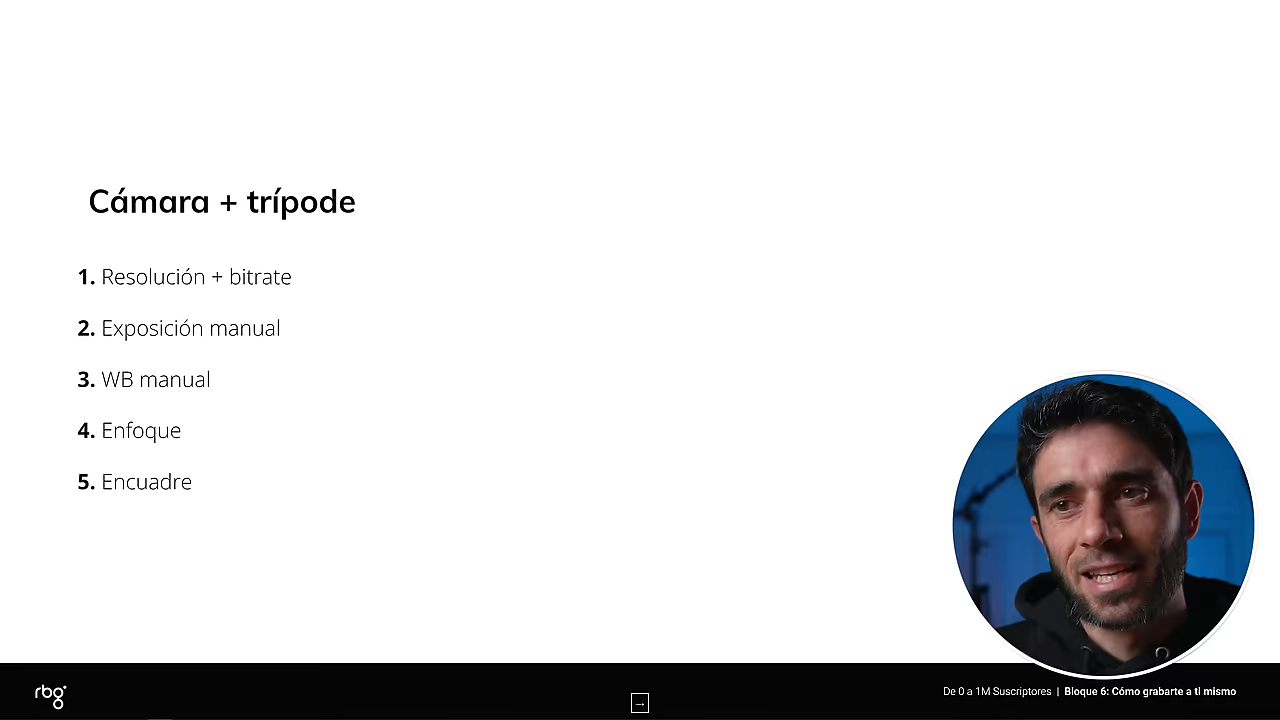 Cámara + trípode
1. Resolución + bitrate
2. Exposición manual
3. WB manual
4. Enfoque
5. Encuadre
rbg
→
De 0 a 1M Suscriptores | Bloque 6: Cómo grabarte a ti mismo